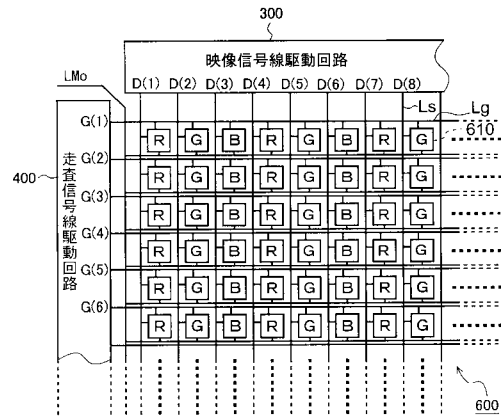 300
映像信号線駆動回路
LMo
D(1) D(2) D(3) D(4) D(5) D(6) D(7) D(8)
Ls
Lg
G(1)
610
R G B R G B R G
400
走査信号線駆動回路
G(2)
R G B R G B R G
G(3)
R G B R G B R G
G(4)
R G B R G B R G
G(5)
R G B R G B R G
G(6)
R G B R G B R G
600